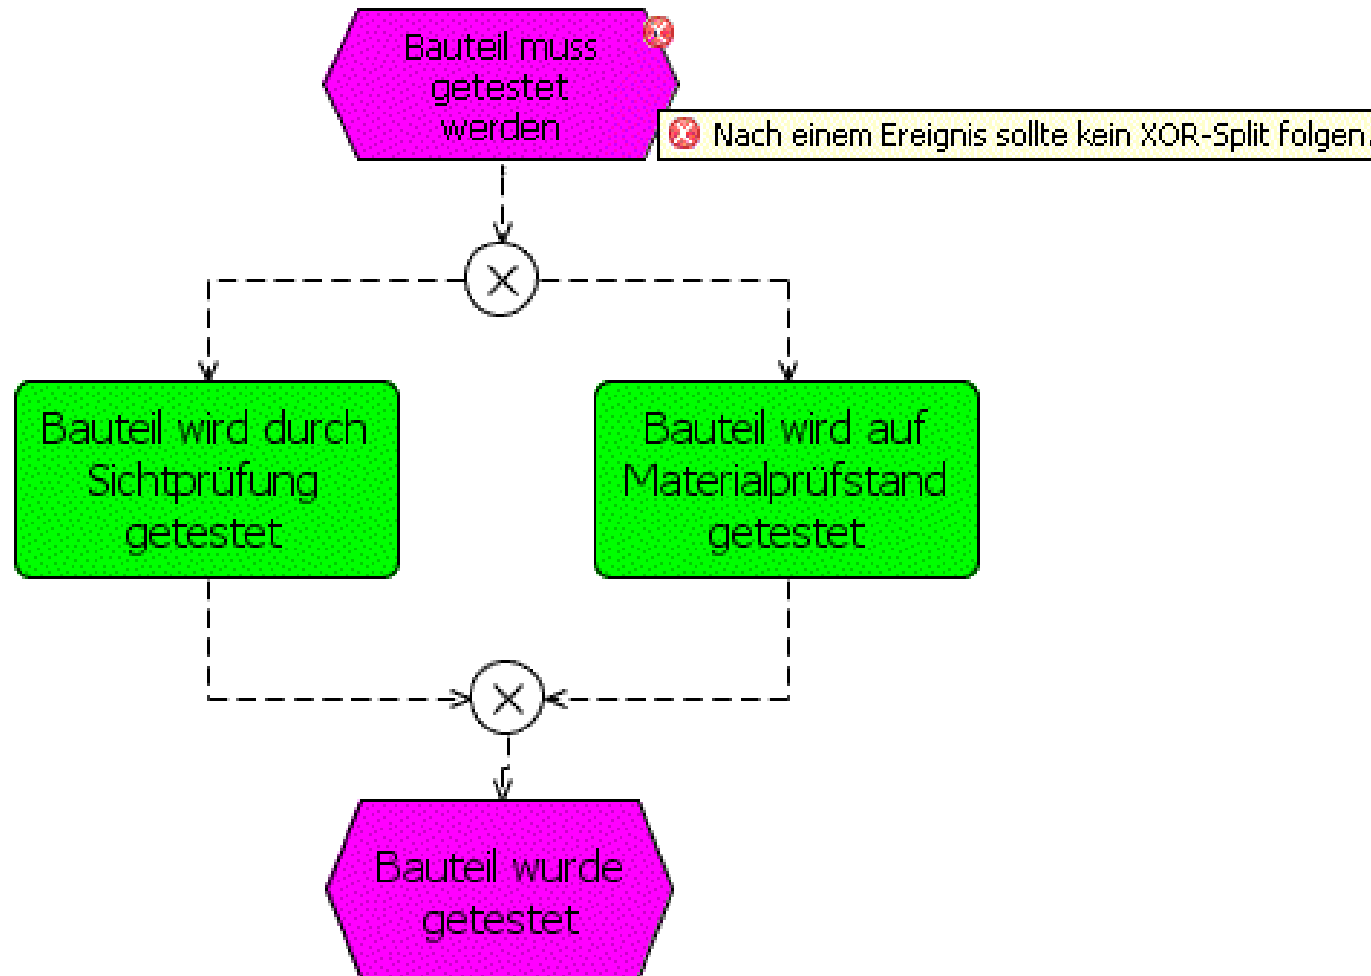 Bauteil muss
getestet
werden
Nach einem Ereignis sollte kein XOR-Split folgen.
Bauteil wird durch
Sichtprüfung
getestet
Bauteil wird auf
Materialprüfstand
getestet
Bauteil wurde
getestet